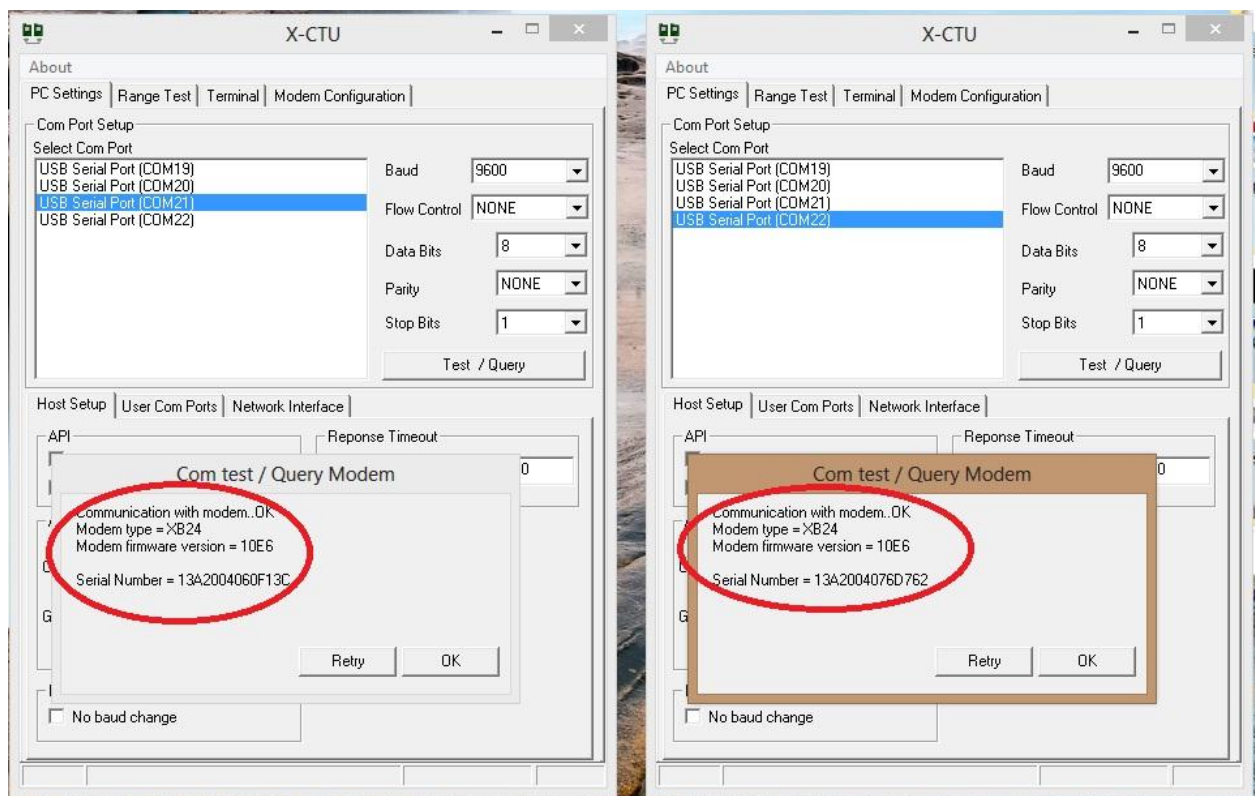 X-CTU
About
PC Settings Range Test Terminal Modem Configuration
Com Port Setup
Select Com Port
USB Serial Port (COM19)
USB Serial Port (COM20)
USB Serial Port (COM21)
USB Serial Port (COM22)
Baud 9600
Flow Control NONE
Data Bits 8
Parity NONE
Stop Bits 1
Test / Query
Host Setup User Com Ports Network Interface
API Reponse Timeout
0
Com test / Query Modem
Communication with modem..OK
Modem type = XB24
Modem firmware version = 10E6
Serial Number = 13A2004060F13C
G
Retry OK
No baud change
X-CTU
About
PC Settings Range Test Terminal Modem Configuration
Com Port Setup
Select Com Port
USB Serial Port (COM19)
USB Serial Port (COM20)
USB Serial Port (COM21)
USB Serial Port (COM22)
Baud 9600
Flow Control NONE
Data Bits 8
Parity NONE
Stop Bits 1
Test / Query
Host Setup User Com Ports Network Interface
API Reponse Timeout
0
Com test / Query Modem
Communication with modem..OK
Modem type = XB24
Modem firmware version = 10E6
Serial Number = 13A2004076D762
G
Retry OK
No baud change